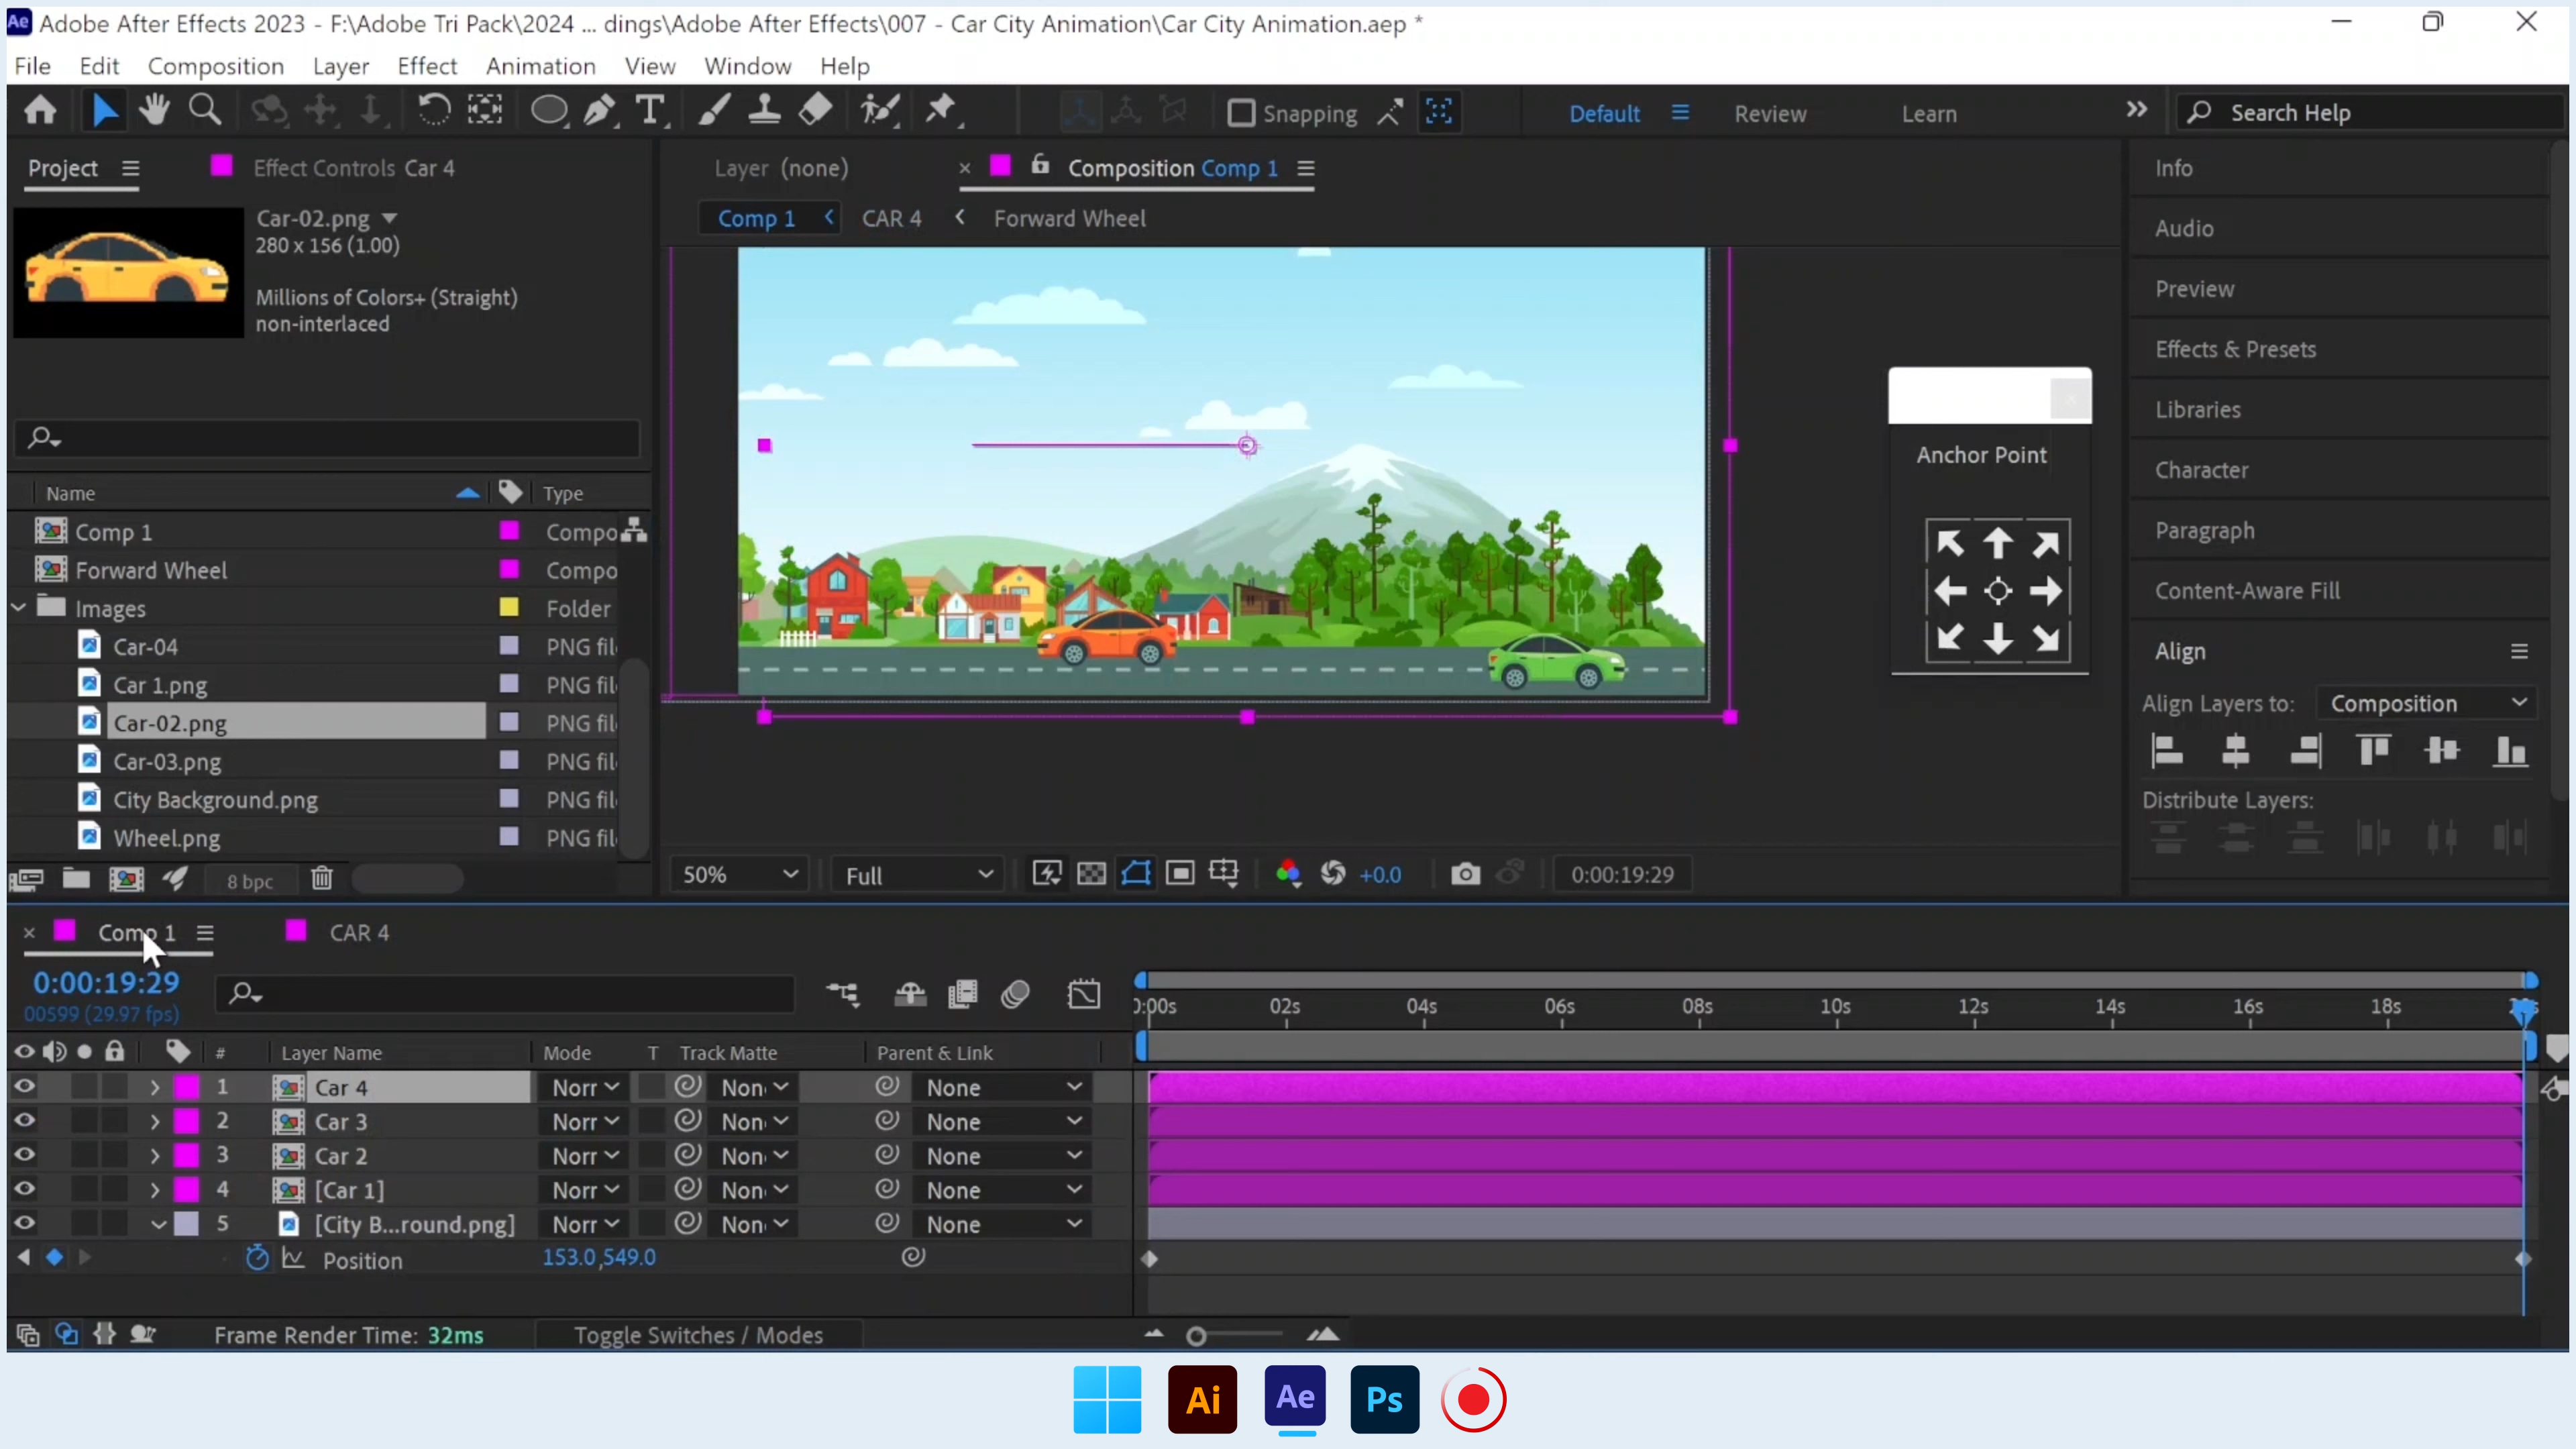 Ae Adobe After Effects 2023 - F:\Adobe Tri Pack\2024 ... dings\Adobe After Effects\007 - Car City Animation\Car City Animation.aep *
File Edit Composition Layer Effect Animation View Window Help
T Snapping Default Review Learn Search Help
Project Effect Controls Car 4
Car-02.png
280 x 156 (1.00)
Millions of Colors+ (Straight)
non-interlaced
Name Type
Comp 1 Compo
Forward Wheel Compo
Images Folder
Car-04 PNG fil
Car 1.png PNG fil
Car-02.png PNG fil
Car-03.png PNG fil
City Background.png PNG fil
Wheel.png PNG fil
8 bpc
Layer (none) Composition Comp 1
Comp 1 CAR 4 Forward Wheel
Anchor Point
50% Full +0.0 0:00:19:29
Info
Audio
Preview
Effects & Presets
Libraries
Character
Paragraph
Content-Aware Fill
Align
Align Layers to: Composition
Distribute Layers:
Comp 1 CAR 4
0:00:19:29
00599 (29.97 fps)
0:00s 02s 04s 06s 08s 10s 12s 14s 16s 18s
# Layer Name Mode T Track Matte Parent & Link
1 Car 4 Norr Non None
2 Car 3 Norr Non None
3 Car 2 Norr Non None
4 [Car 1] Norr Non None
5 [City B...round.png] Norr Non None
Position 153.0,549.0
Frame Render Time: 32ms Toggle Switches / Modes
Ai Ae Ps